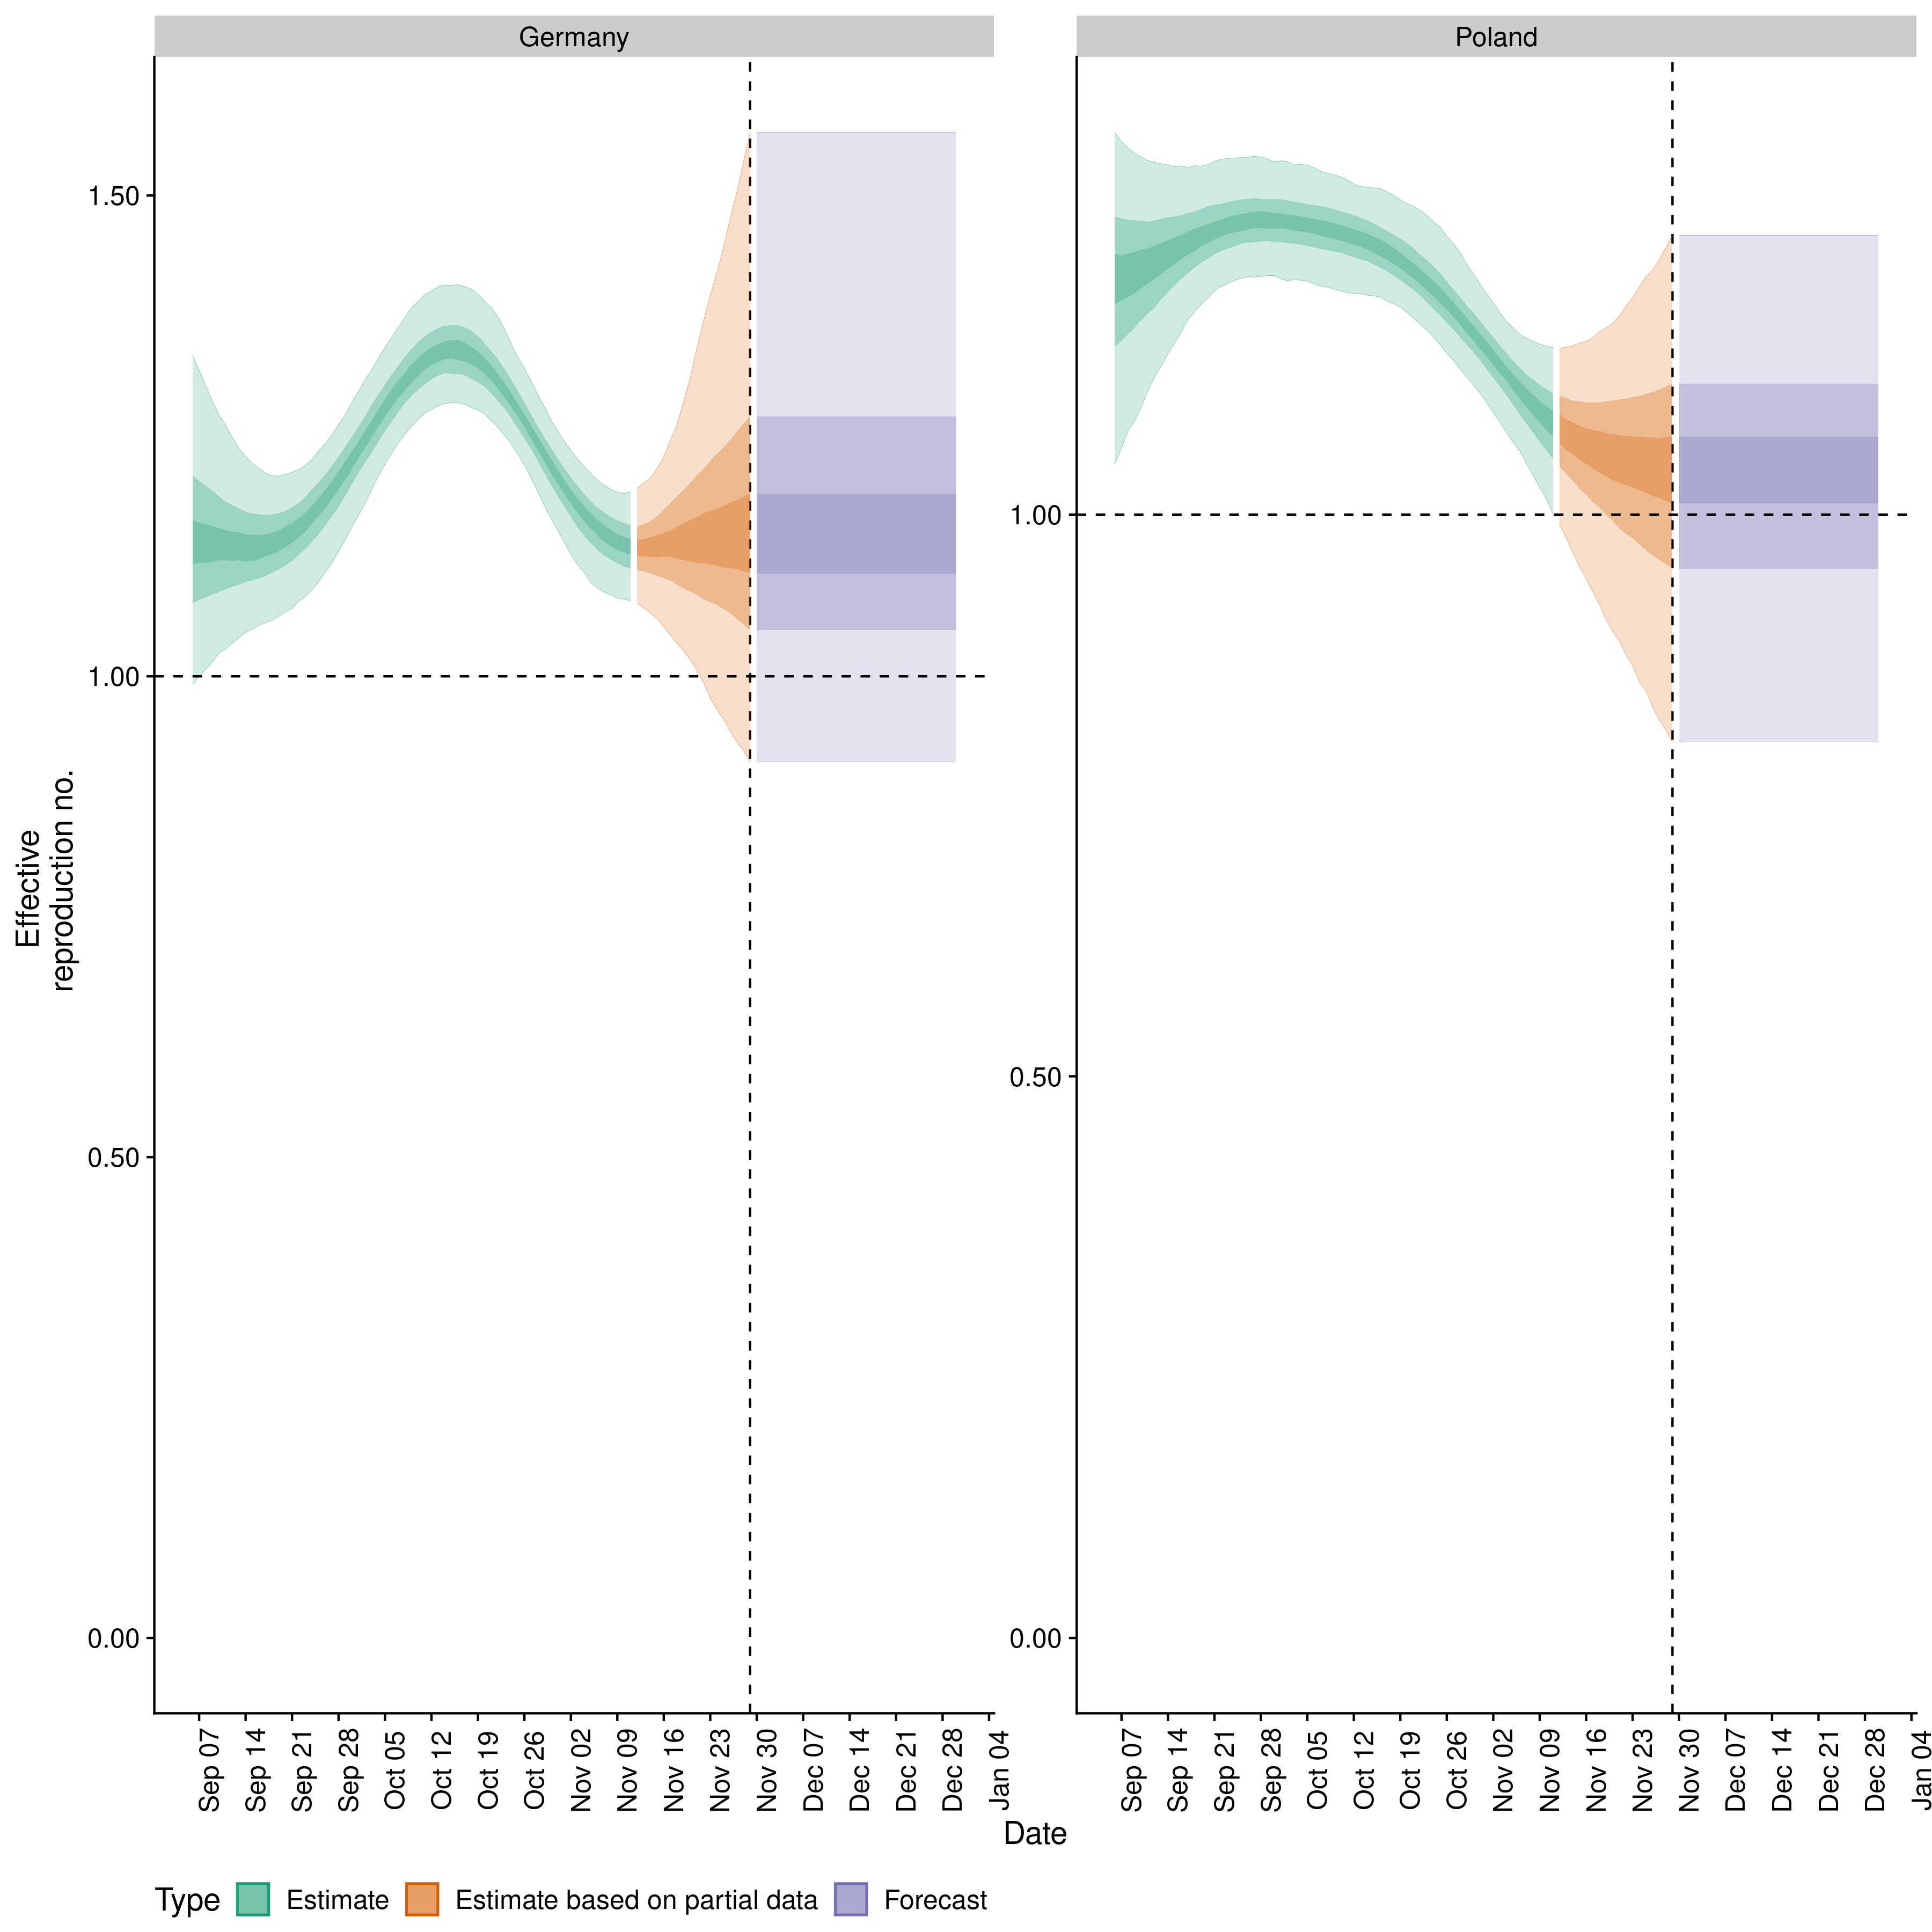 Germany
Poland
Effective
reproduction no.
1.50
1.00
0.50
0.00
1.00
0.50
0.00
Sep 07
Sep 14
Sep 21
Sep 28
Oct 05
Oct 12
Oct 19
Oct 26
Nov 02
Nov 09
Nov 16
Nov 23
Nov 30
Dec 07
Dec 14
Dec 21
Dec 28
Jan 04
Sep 07
Sep 14
Sep 21
Sep 28
Oct 05
Oct 12
Oct 19
Oct 26
Nov 02
Nov 09
Nov 16
Nov 23
Nov 30
Dec 07
Dec 14
Dec 21
Dec 28
Jan 04
Date
Type Estimate Estimate based on partial data Forecast